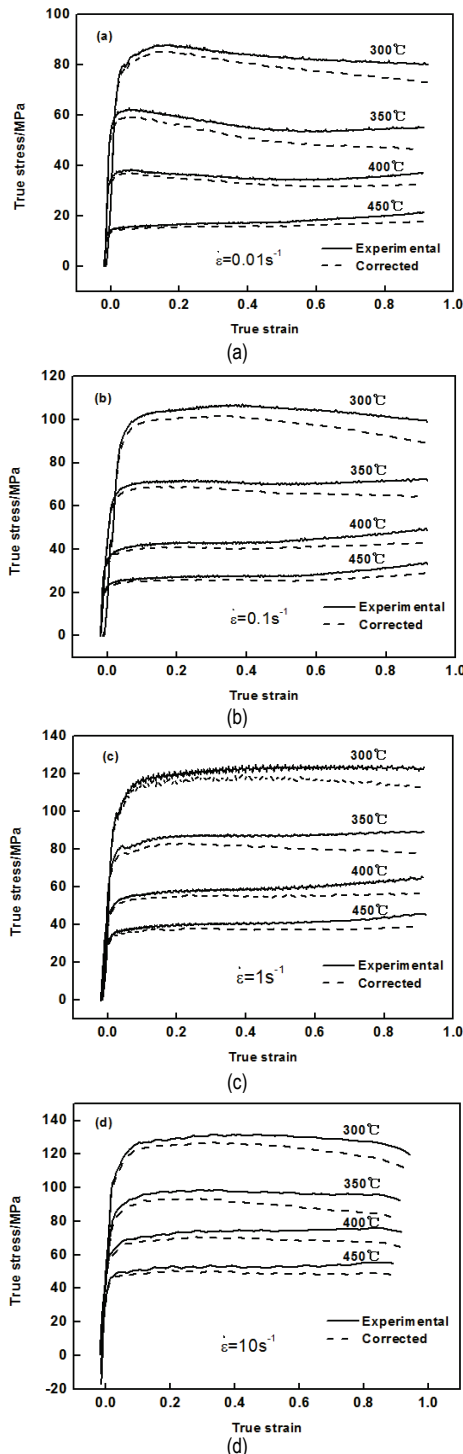 100
(a)
300℃
80
60
350℃
400℃
40
450℃
20
Experimental
ε̇=0.01s⁻¹
Corrected
0
0.0 0.2 0.4 0.6 0.8 1.0
True stress/MPa
True strain
(a)
120
(b)
300℃
100
80
350℃
60
400℃
40
450℃
20
Experimental
ε̇=0.1s⁻¹
Corrected
0
0.0 0.2 0.4 0.6 0.8 1.0
True stress/MPa
True strain
(b)
140
(c)
300℃
120
100
350℃
80
400℃
60
450℃
40
20
Experimental
ε̇=1s⁻¹
Corrected
0
0.0 0.2 0.4 0.6 0.8 1.0
True stress/MPa
True strain
(c)
140
(d)
300℃
120
350℃
100
80
400℃
60
450℃
40
20
Experimental
ε̇=10s⁻¹
Corrected
0
-20
0.0 0.2 0.4 0.6 0.8 1.0
True stress/MPa
True strain
(d)